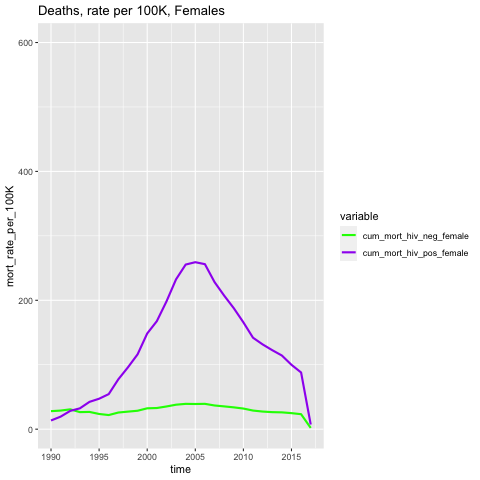 Deaths, rate per 100K, Females
600
400
200
0
mort_rate_per_100K
1990 1995 2000 2005 2010 2015
time
variable
cum_mort_hiv_neg_female
cum_mort_hiv_pos_female